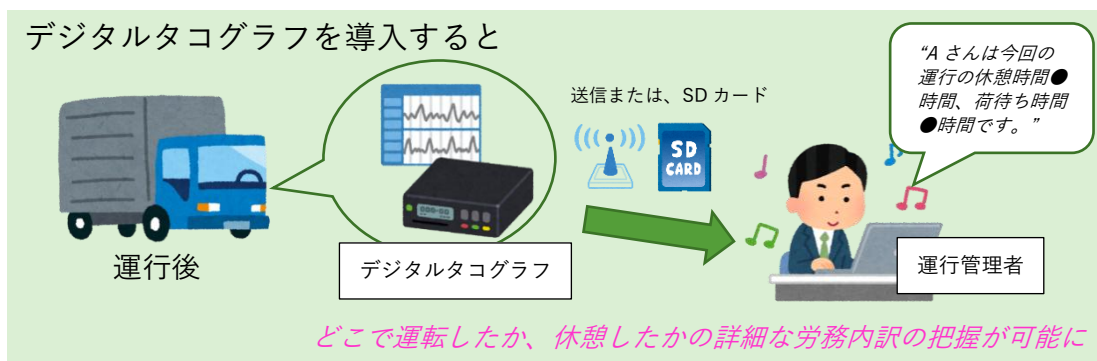 デジタルタコグラフを導入すると
“Aさんは今回の
運行の休憩時間●
時間、荷待ち時間
●時間です。”
送信または、SD カード
SD
CARD
運行後
デジタルタコグラフ
運行管理者
どこで運転したか、休憩したかの詳細な労務内訳の把握が可能に